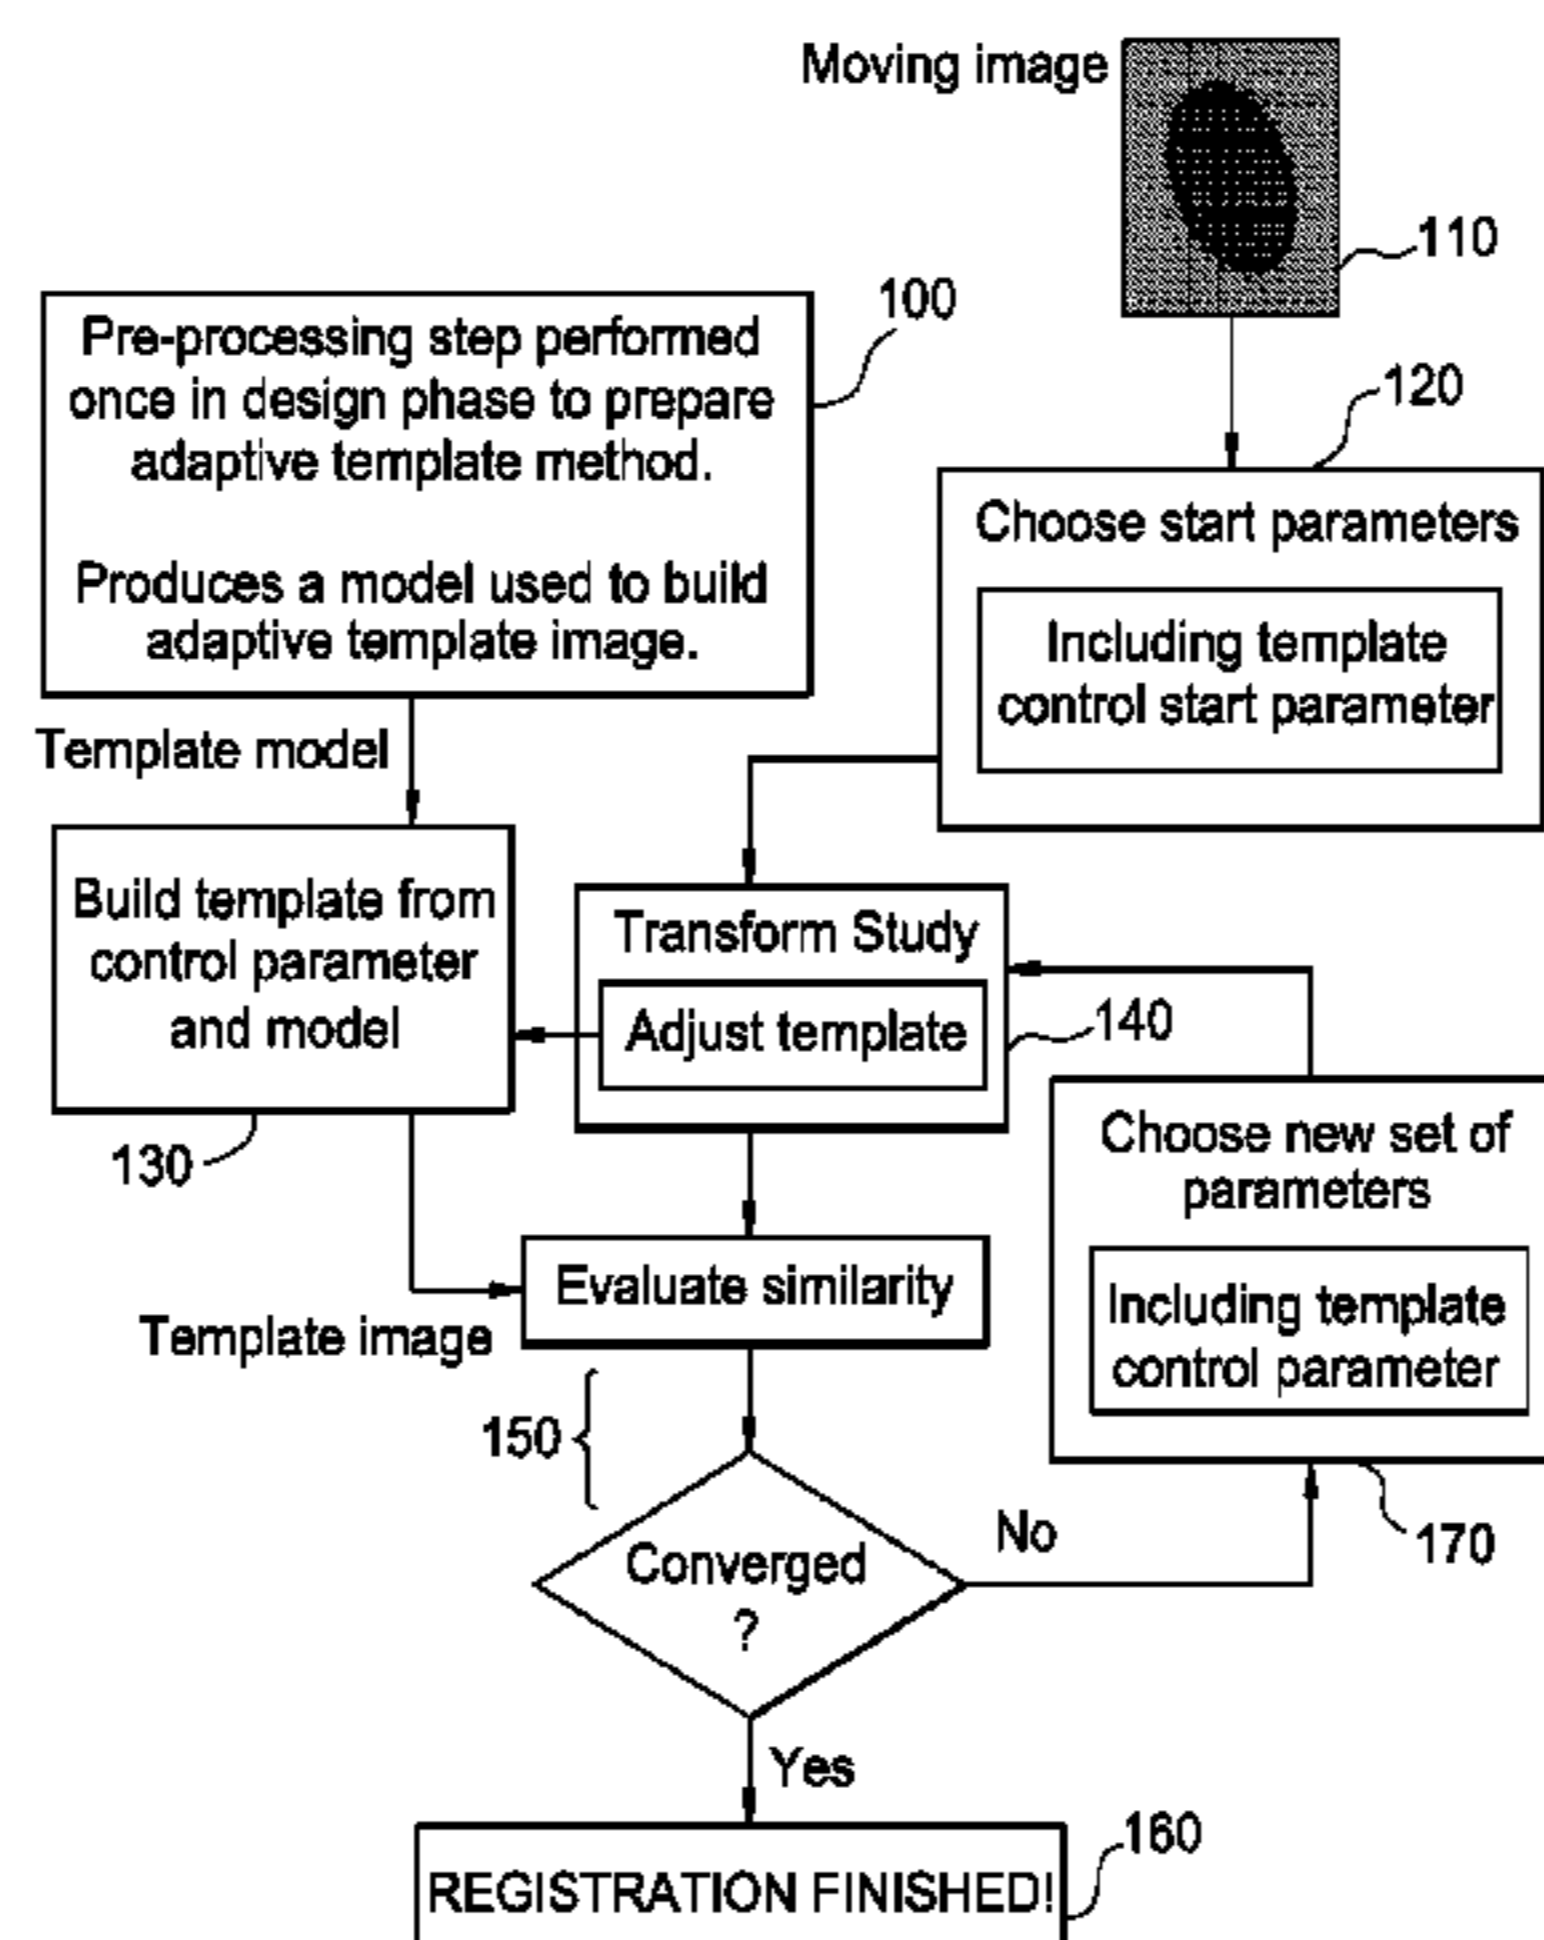 Moving image
110
100
Pre-processing step performed
once in design phase to prepare
adaptive template method.
Produces a model used to build
adaptive template image.
120
Choose start parameters
Including template
control start parameter
Template model
Build template from
control parameter
and model
130
Transform Study
Adjust template
140
Choose new set of
parameters
Including template
control parameter
170
Evaluate similarity
Template image
150
Converged
?
No
Yes
160
REGISTRATION FINISHED!